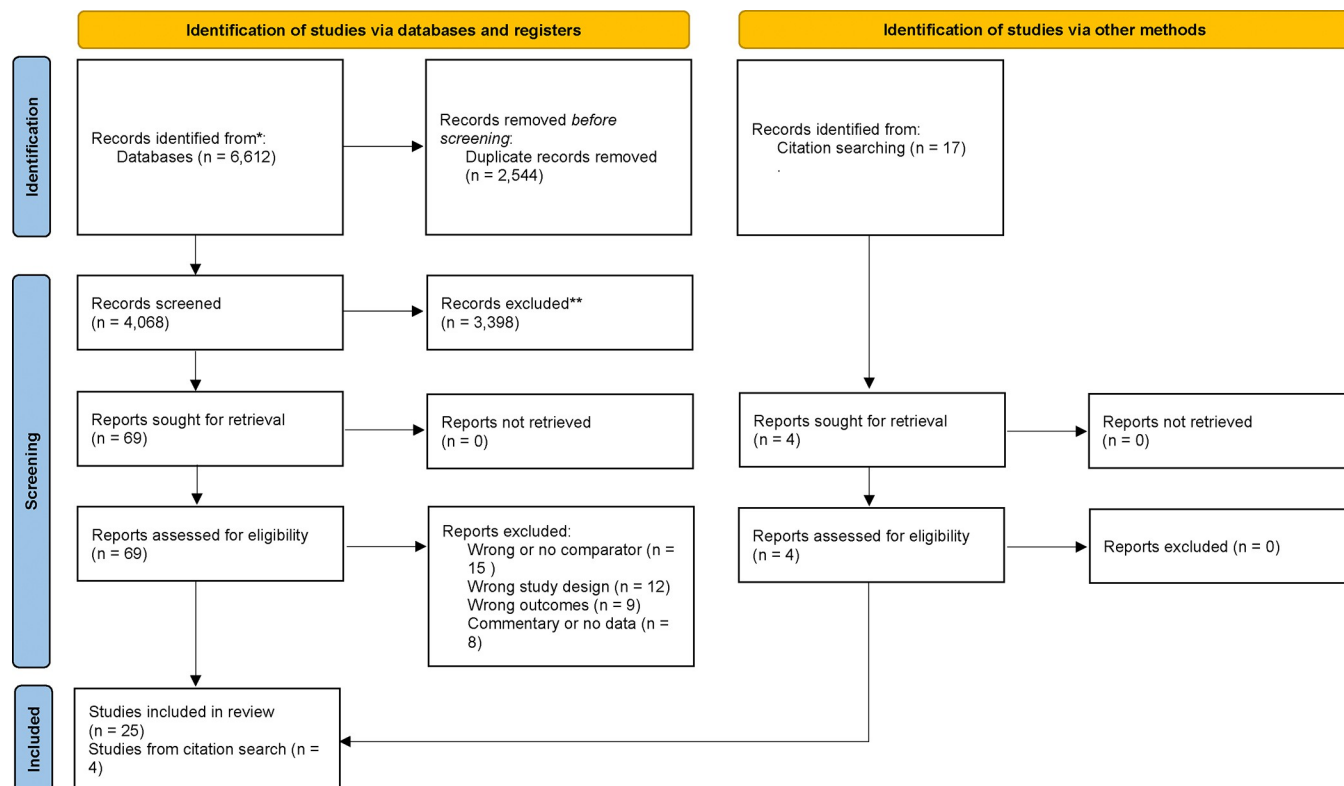 Identification of studies via databases and registers
Identification of studies via other methods
Identification
Records identified from*:
Databases (n = 6,612)
Records removed before
screening:
Duplicate records removed
(n = 2,544)
Records identified from:
Citation searching (n = 17)
.
Screening
Records screened
(n = 4,068)
Records excluded**
(n = 3,398)
Reports sought for retrieval
(n = 69)
Reports not retrieved
(n = 0)
Reports sought for retrieval
(n = 4)
Reports not retrieved
(n = 0)
Reports assessed for eligibility
(n = 69)
Reports excluded:
Wrong or no comparator (n =
15 )
Wrong study design (n = 12)
Wrong outcomes (n = 9)
Commentary or no data (n =
8)
Reports assessed for eligibility
(n = 4)
Reports excluded (n = 0)
Included
Studies included in review
(n = 25)
Studies from citation search (n =
4)